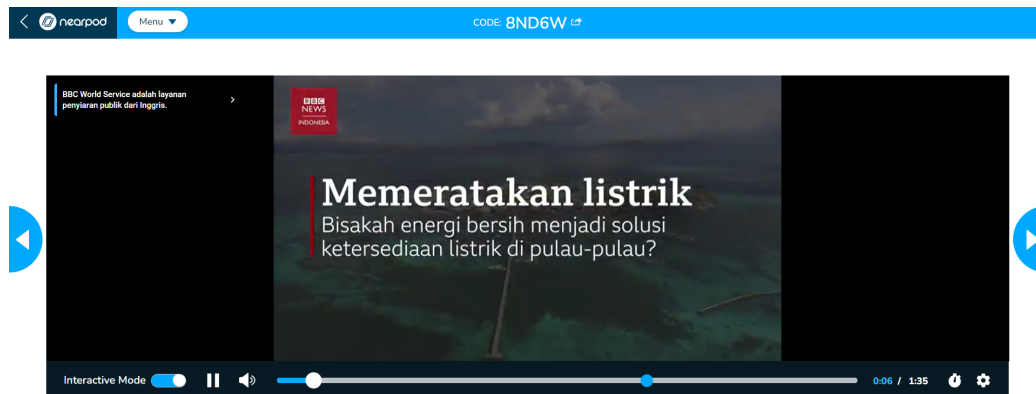 nearpod
Menu
CODE: 8ND6W
BBC World Service adalah layanan
penyiaran publik dari Inggris.
BBC
NEWS
INDONESIA
Memeratakan listrik
Bisakah energi bersih menjadi solusi
ketersediaan listrik di pulau-pulau?
Interactive Mode
0:06 / 1:35